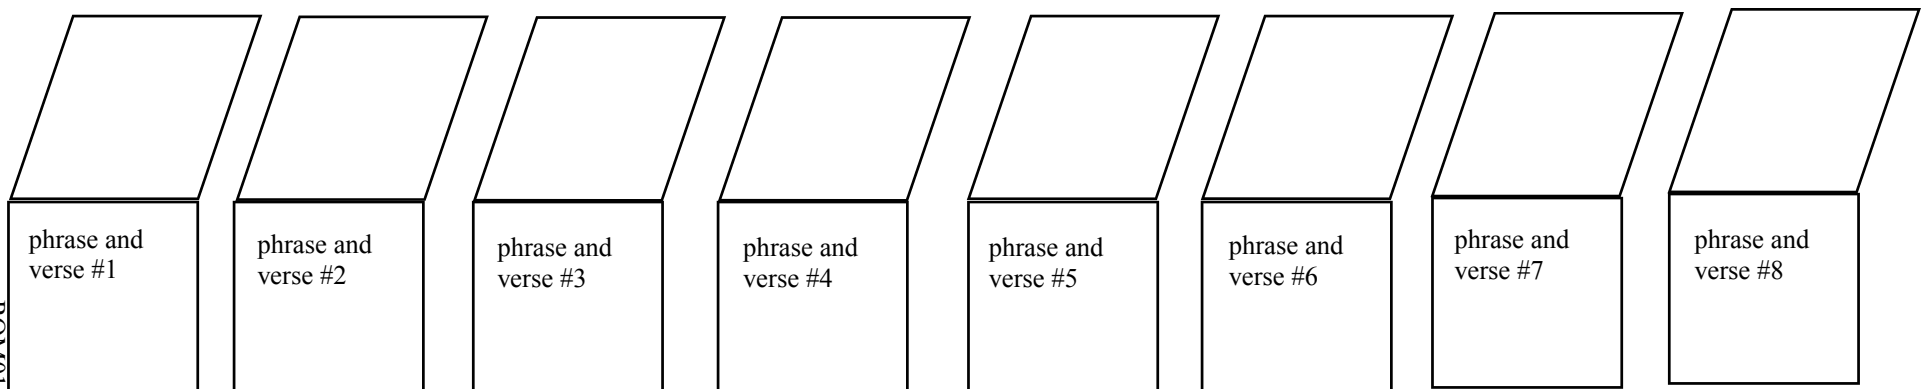 phrase and
verse #1
phrase and
verse #2
phrase and
verse #3
phrase and
verse #4
phrase and
verse #5
phrase and
verse #6
phrase and
verse #7
phrase and
verse #8